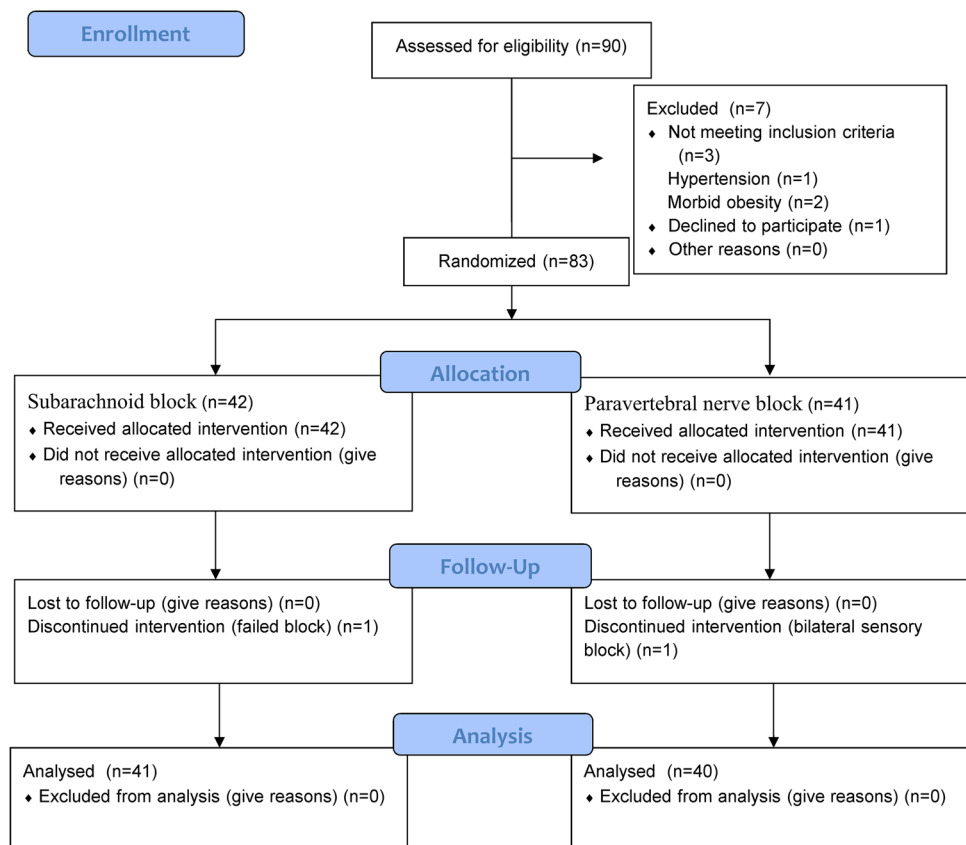 Enrollment
Assessed for eligibility (n=90)
Excluded (n=7)
♦ Not meeting inclusion criteria
(n=3)
Hypertension (n=1)
Morbid obesity (n=2)
♦ Declined to participate (n=1)
♦ Other reasons (n=0)
Randomized (n=83)
Allocation
Subarachnoid block (n=42)
♦ Received allocated intervention (n=42)
♦ Did not receive allocated intervention (give
reasons) (n=0)
Paravertebral nerve block (n=41)
♦ Received allocated intervention (n=41)
♦ Did not receive allocated intervention (give
reasons) (n=0)
Follow-Up
Lost to follow-up (give reasons) (n=0)
Discontinued intervention (failed block) (n=1)
Lost to follow-up (give reasons) (n=0)
Discontinued intervention (bilateral sensory
block) (n=1)
Analysis
Analysed (n=41)
♦ Excluded from analysis (give reasons) (n=0)
Analysed (n=40)
♦ Excluded from analysis (give reasons) (n=0)